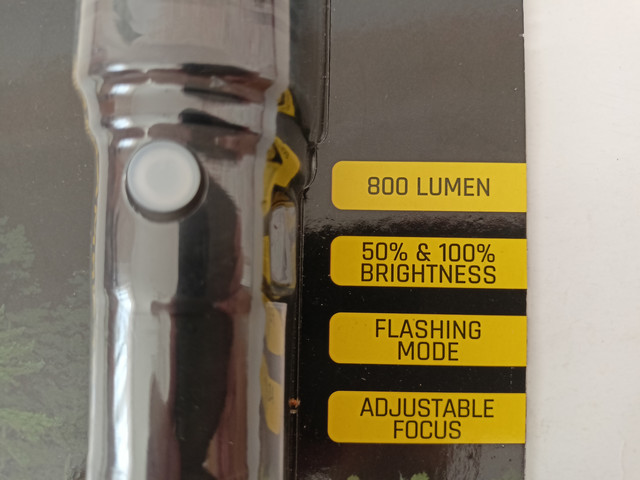 800 LUMEN
50% & 100%
BRIGHTNESS
FLASHING
MODE
ADJUSTABLE
FOCUS